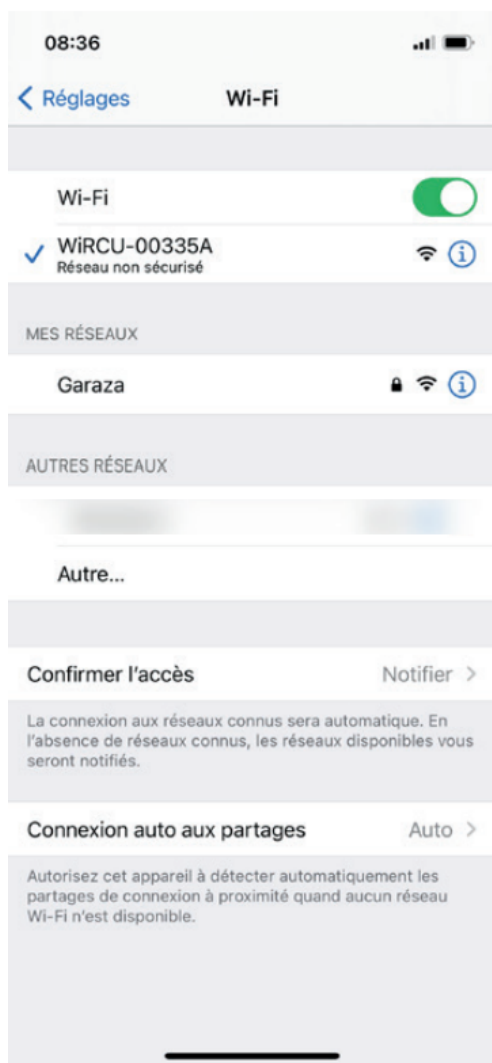 08:36
Réglages
Wi-Fi
Wi-Fi
WiRCU-00335A
Réseau non sécurisé
MES RÉSEAUX
Garaza
AUTRES RÉSEAUX
Autre...
Confirmer l'accès
Notifier
La connexion aux réseaux connus sera automatique. En
l'absence de réseaux connus, les réseaux disponibles vous
seront notifiés.
Connexion auto aux partages
Auto
Autorisez cet appareil à détecter automatiquement les
partages de connexion à proximité quand aucun réseau
Wi-Fi n'est disponible.